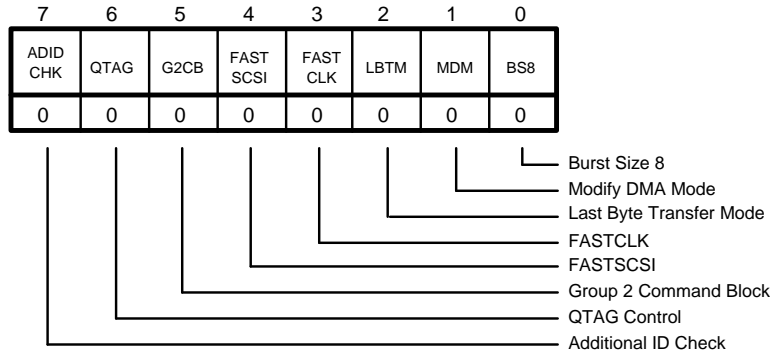 7 6 5 4 3 2 1 0
ADID CHK QTAG G2CB FAST SCSI FAST CLK LBTM MDM BS8
0 0 0 0 0 0 0 0
Burst Size 8
Modify DMA Mode
Last Byte Transfer Mode
FASTCLK
FASTSCSI
Group 2 Command Block
QTAG Control
Additional ID Check